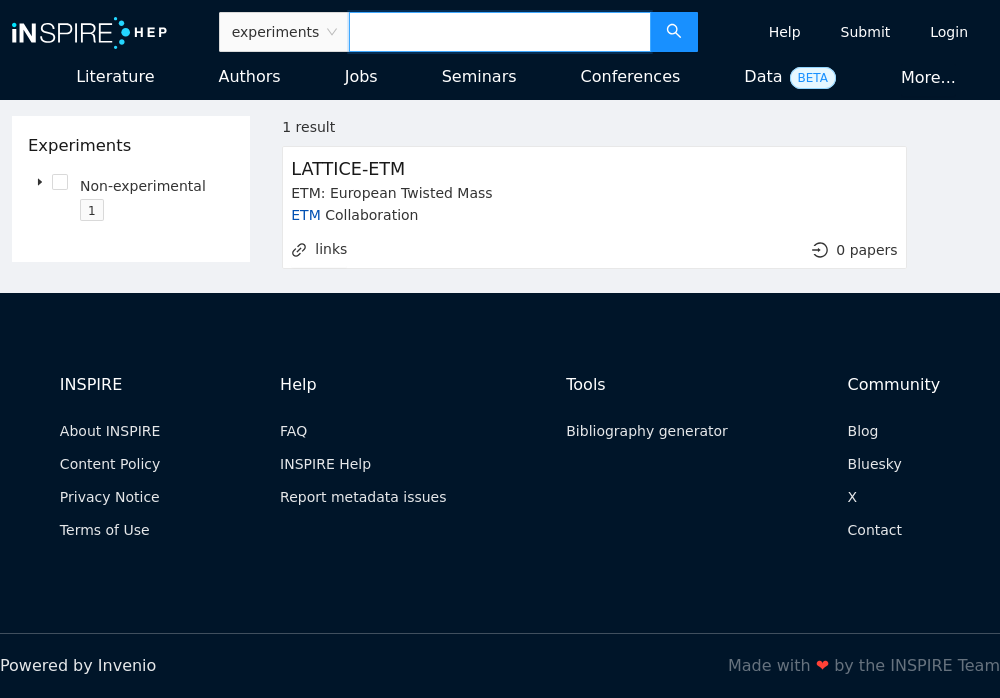 iNSPIRE HEP
experiments
Help
Submit
Login
Literature
Authors
Jobs
Seminars
Conferences
Data BETA
More...
Experiments
Non-experimental
1
1 result
LATTICE-ETM
ETM: European Twisted Mass
ETM Collaboration
links
0 papers
INSPIRE
About INSPIRE
Content Policy
Privacy Notice
Terms of Use
Help
FAQ
INSPIRE Help
Report metadata issues
Tools
Bibliography generator
Community
Blog
Bluesky
X
Contact
Powered by Invenio
Made with ❤ by the INSPIRE Team